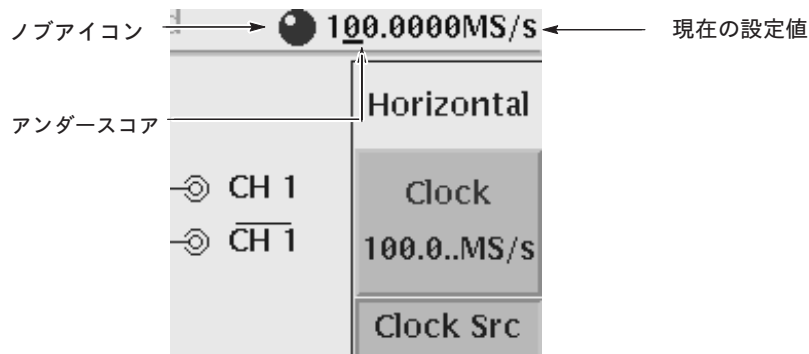 ノブアイコン
100.0000MS/s
現在の設定値
アンダースコア
Horizontal
CH 1
CH 1
Clock
100.0..MS/s
Clock Src